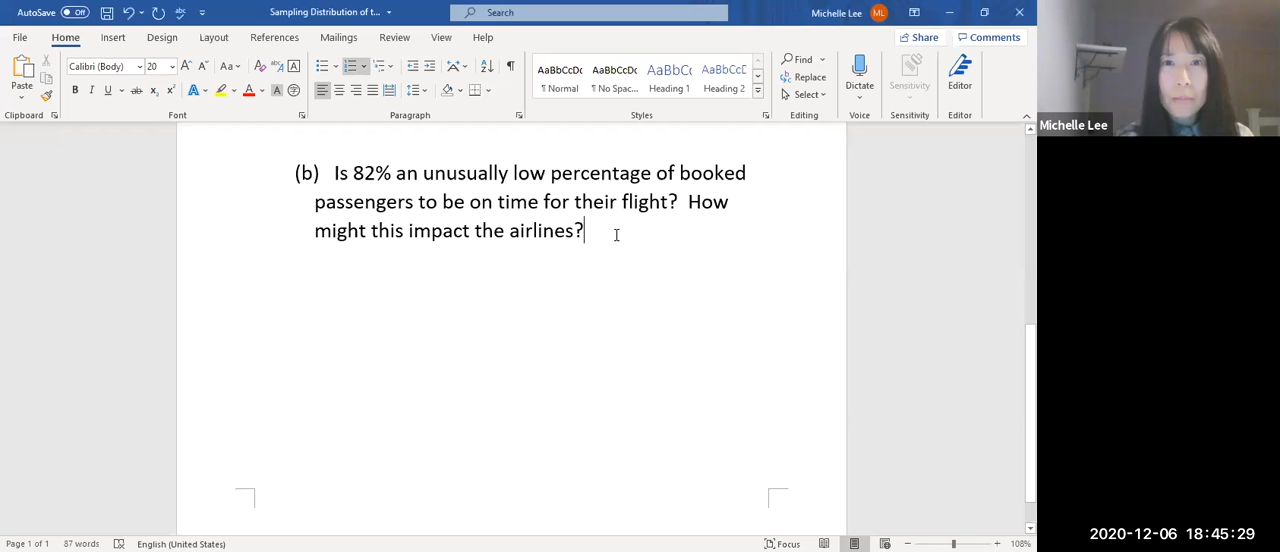 AutoSave Off Sampling Distribution of t... Search Michelle Lee ML
File Home Insert Design Layout References Mailings Review View Help Share Comments
Paste Calibri (Body) 20 Aa AaBbCcDc AaBbCcDc AaBbCc AaBbCcD Find Replace Select Dictate Sensitivity Editor
¶ Normal ¶ No Spac... Heading 1 Heading 2
Clipboard Font Paragraph Styles Editing Voice Sensitivity Editor
Michelle Lee
(b) Is 82% an unusually low percentage of booked
passengers to be on time for their flight? How
might this impact the airlines?
Page 1 of 1 87 words English (United States) Focus 108%
2020-12-06 18:45:29